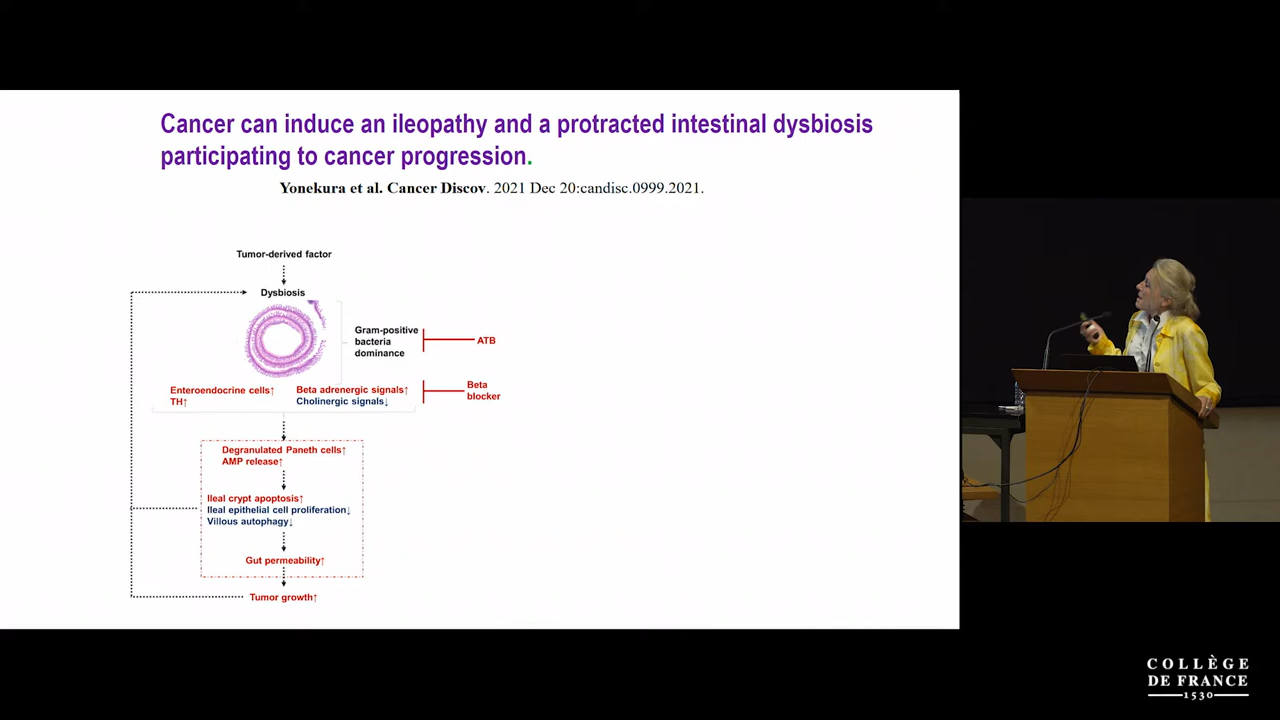 Cancer can induce an ileopathy and a protracted intestinal dysbiosis
participating to cancer progression.
Yonekura et al. Cancer Discov. 2021 Dec 20:candisc.0999.2021.
Tumor-derived factor
Dysbiosis
Gram-positive
bacteria
dominance
ATB
Enteroendocrine cells↑
TH↑
Beta adrenergic signals↑
Cholinergic signals↓
Beta
blocker
Degranulated Paneth cells↑
AMP release↑
Ileal crypt apoptosis↑
Ileal epithelial cell proliferation↓
Villous autophagy↓
Gut permeability↑
Tumor growth↑
COLLÈGE
DE FRANCE
1530